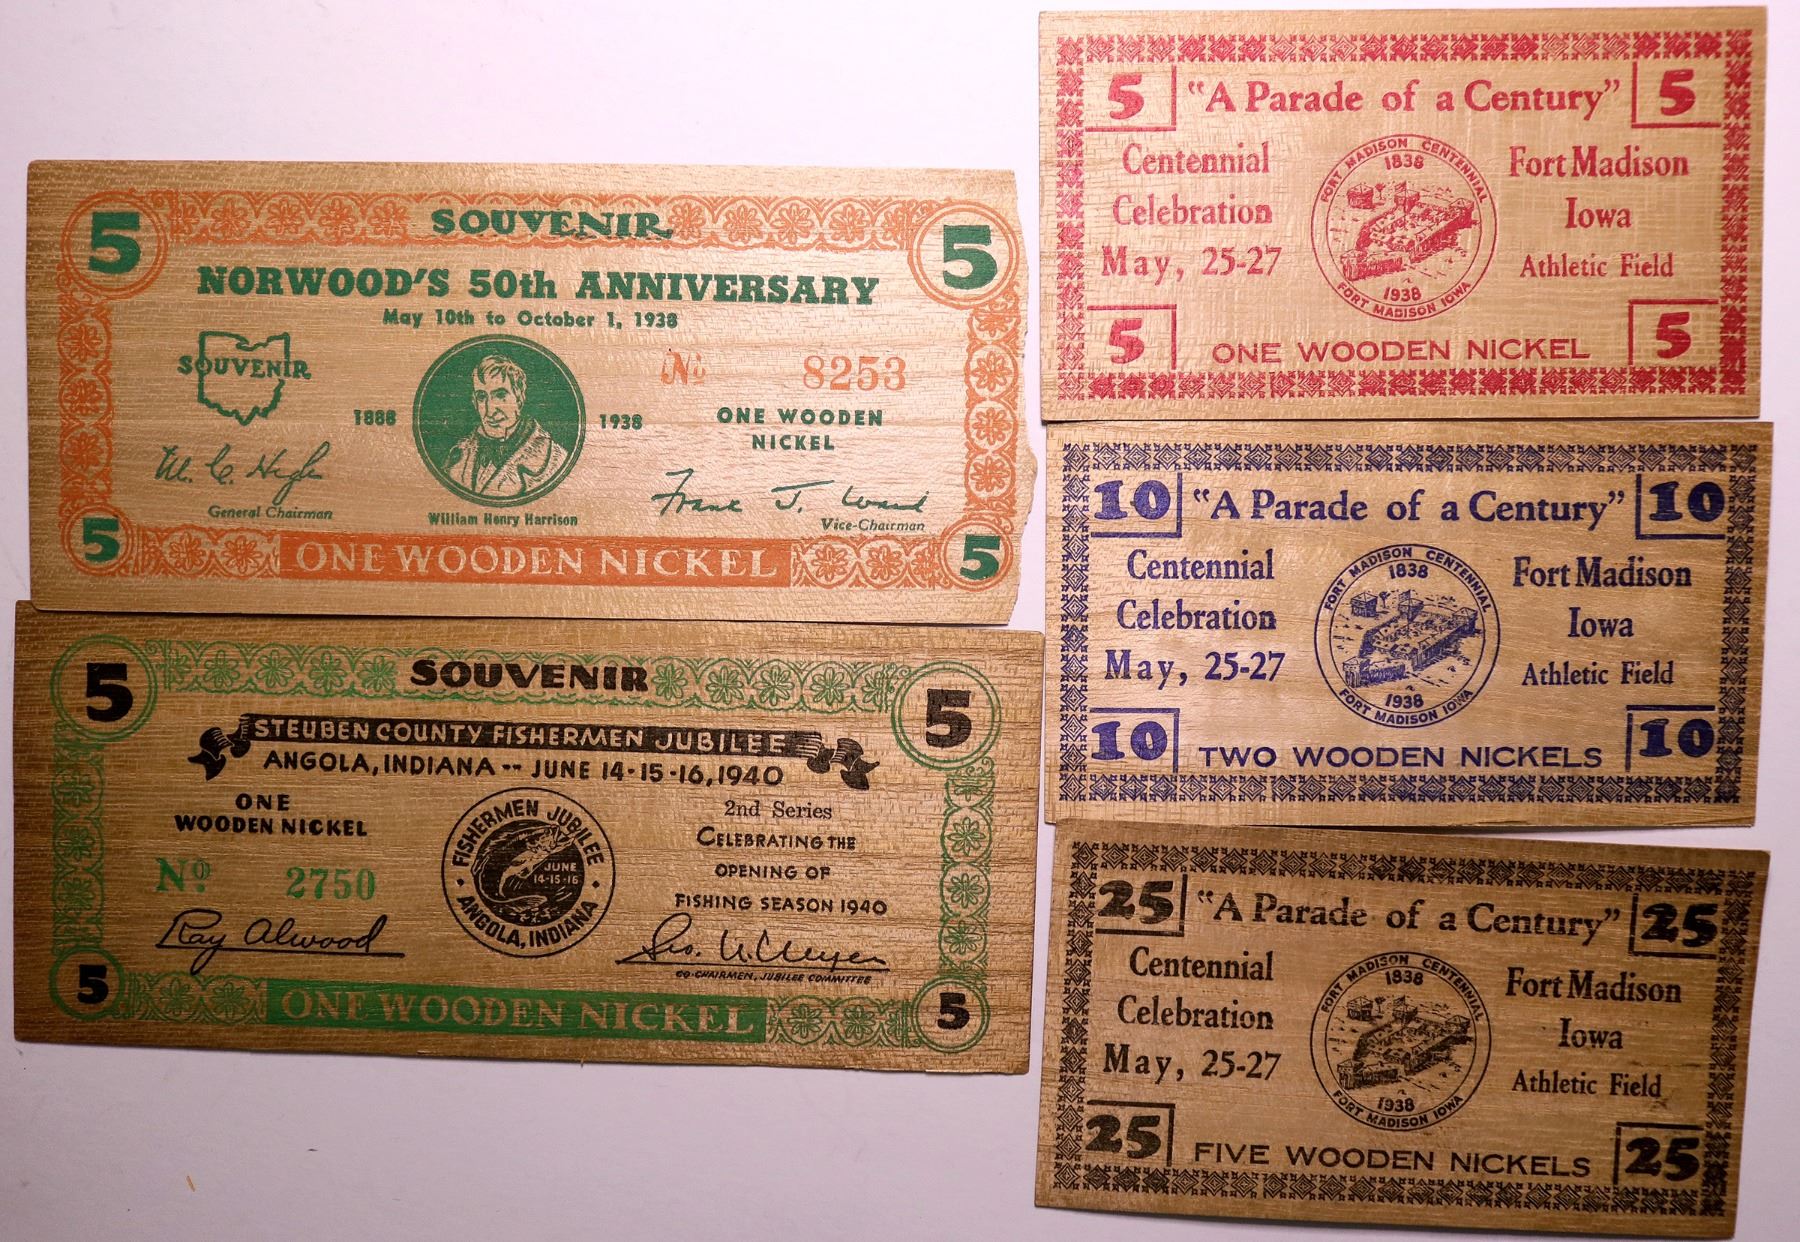 5 SOUVENIR 5
NORWOOD'S 50th ANNIVERSARY
May 10th to October 1, 1938
SOUVENIR
No 8253
1888 1938
ONE WOODEN
NICKEL
General Chairman
William Henry Harrison
Frank J. Ward
Vice-Chairman
5 ONE WOODEN NICKEL 5
5 SOUVENIR 5
STEUBEN COUNTY FISHERMEN JUBILEE
ANGOLA, INDIANA -- JUNE 14-15-16, 1940
ONE
WOODEN NICKEL
No. 2750
FISHERMEN JUBILEE
JUNE
14-15-16
ANGOLA, INDIANA
2nd Series
CELEBRATING THE
OPENING OF
FISHING SEASON 1940
Ray Alwood
CO-CHAIRMEN, JUBILEE COMMITTEE
5 ONE WOODEN NICKEL 5
5 "A Parade of a Century" 5
Centennial
Celebration
May, 25-27
FORT MADISON CENTENNIAL
1838
1938
FORT MADISON IOWA
Fort Madison
Iowa
Athletic Field
5 ONE WOODEN NICKEL 5
10 "A Parade of a Century" 10
Centennial
Celebration
May, 25-27
FORT MADISON CENTENNIAL
1838
1938
FORT MADISON IOWA
Fort Madison
Iowa
Athletic Field
10 TWO WOODEN NICKELS 10
25 "A Parade of a Century" 25
Centennial
Celebration
May, 25-27
FORT MADISON CENTENNIAL
1838
1938
FORT MADISON IOWA
Fort Madison
Iowa
Athletic Field
25 FIVE WOODEN NICKELS 25